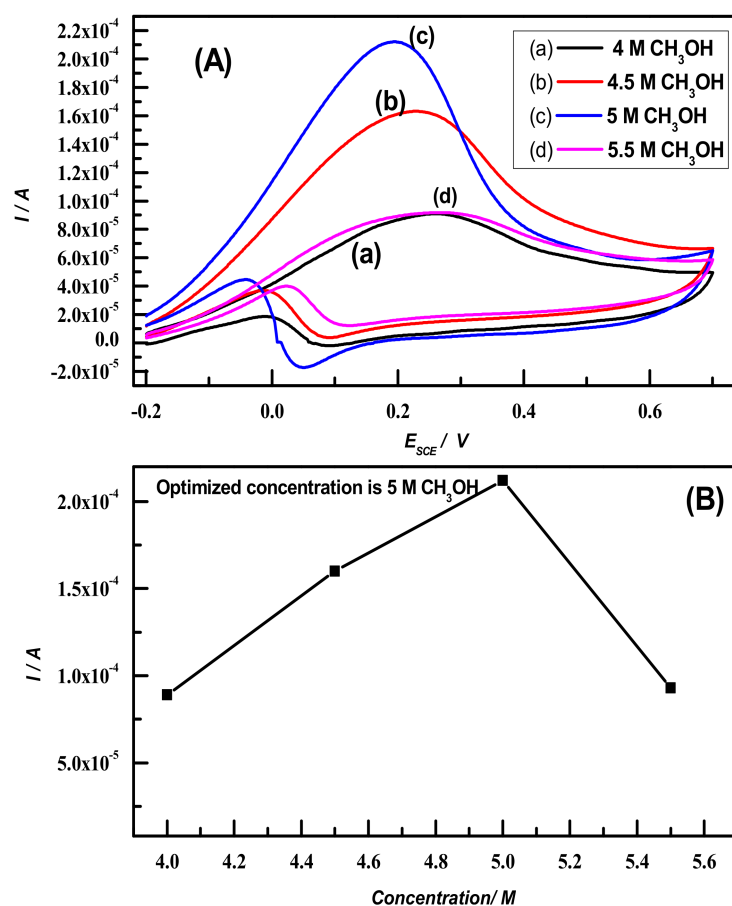 (A)
(a) 4 M CH₃OH
(b) 4.5 M CH₃OH
(c) 5 M CH₃OH
(d) 5.5 M CH₃OH
(c)
(b)
(d)
(a)
2.2x10⁻⁴
2.0x10⁻⁴
1.8x10⁻⁴
1.6x10⁻⁴
1.4x10⁻⁴
1.2x10⁻⁴
1.0x10⁻⁴
8.0x10⁻⁵
6.0x10⁻⁵
4.0x10⁻⁵
2.0x10⁻⁵
0.0
-2.0x10⁻⁵
I / A
-0.2 0.0 0.2 0.4 0.6
E_SCE / V
Optimized concentration is 5 M CH₃OH
(B)
2.0x10⁻⁴
1.5x10⁻⁴
1.0x10⁻⁴
5.0x10⁻⁵
I / A
4.0 4.2 4.4 4.6 4.8 5.0 5.2 5.4 5.6
Concentration/ M